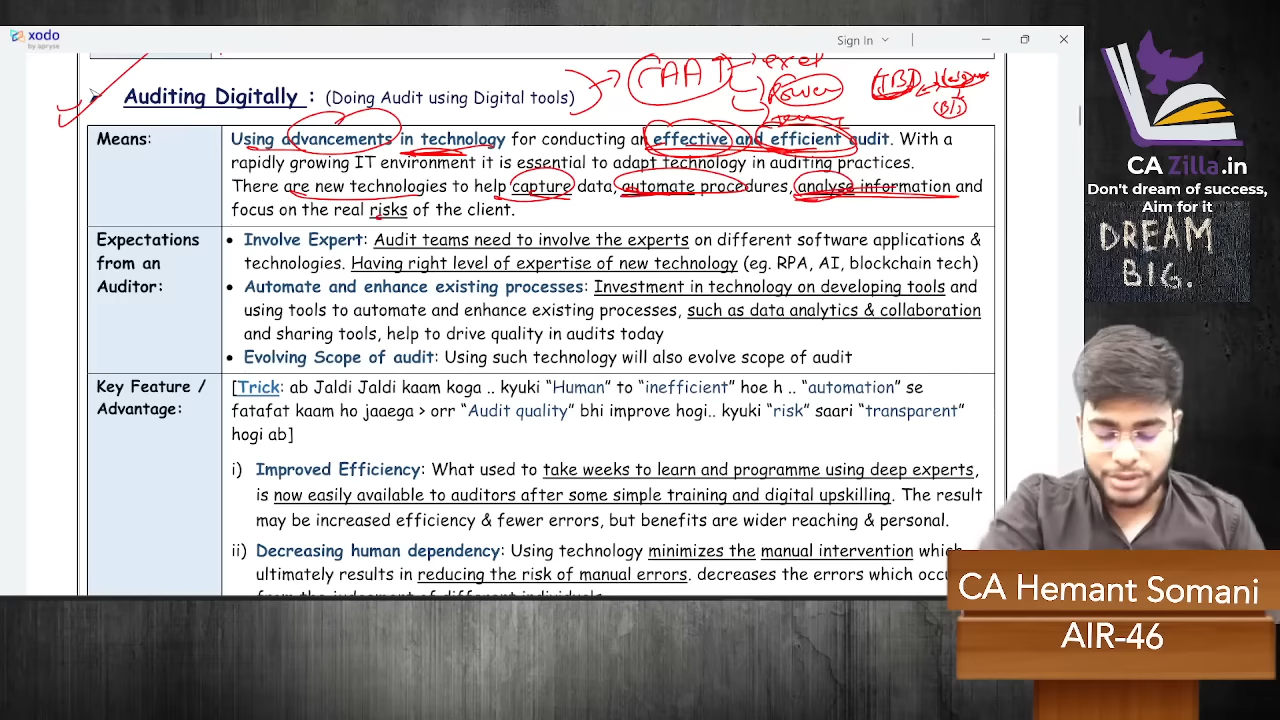 xodo
by apryse
Sign In
Auditing Digitally : (Doing Audit using Digital tools)
CAAT
Power
Means:
Using advancements in technology for conducting an effective and efficient audit. With a
rapidly growing IT environment it is essential to adapt technology in auditing practices.
There are new technologies to help capture data, automate procedures, analyse information and
focus on the real risks of the client.
Expectations
from an
Auditor:
• Involve Expert: Audit teams need to involve the experts on different software applications &
technologies. Having right level of expertise of new technology (eg. RPA, AI, blockchain tech)
• Automate and enhance existing processes: Investment in technology on developing tools and
using tools to automate and enhance existing processes, such as data analytics & collaboration
and sharing tools, help to drive quality in audits today
• Evolving Scope of audit: Using such technology will also evolve scope of audit
Key Feature /
Advantage:
[Trick: ab Jaldi Jaldi kaam koga .. kyuki “Human” to “inefficient” hoe h .. “automation” se
fatafat kaam ho jaaega > orr “Audit quality” bhi improve hogi.. kyuki “risk” saari “transparent”
hogi ab]
i) Improved Efficiency: What used to take weeks to learn and programme using deep experts,
is now easily available to auditors after some simple training and digital upskilling. The result
may be increased efficiency & fewer errors, but benefits are wider reaching & personal.
ii) Decreasing human dependency: Using technology minimizes the manual intervention which
ultimately results in reducing the risk of manual errors. decreases the errors which
from the judgment of different individuals
CA Zilla.in
Don't dream of success,
Aim for it
DREAM
BIG.
CA Hemant Somani
AIR-46